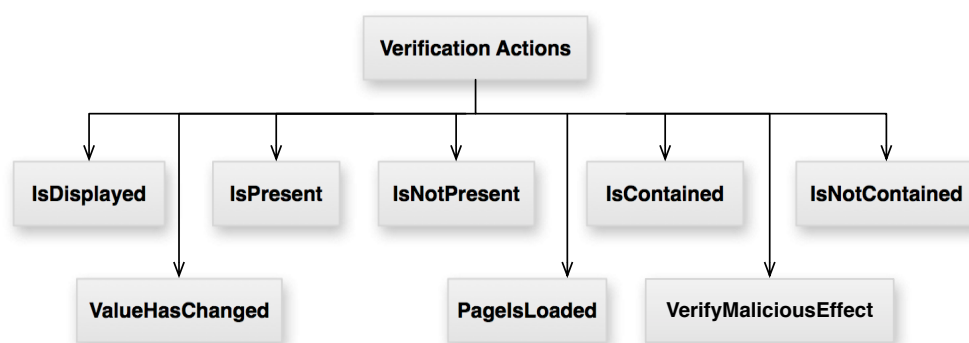 Verification Actions
IsDisplayed
IsPresent
IsNotPresent
IsContained
IsNotContained
ValueHasChanged
PageIsLoaded
VerifyMaliciousEffect